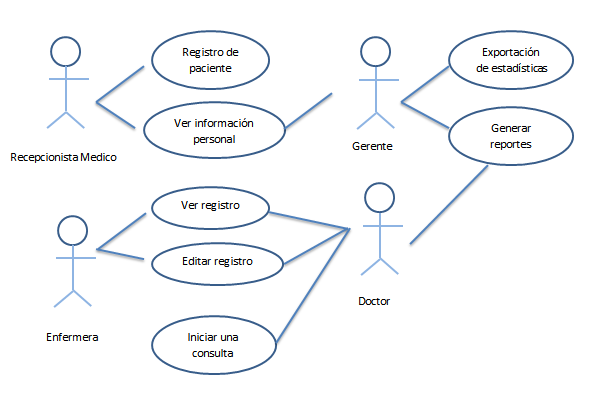 Registro de
paciente
Exportación
de estadísticas
Ver información
personal
Generar
reportes
Recepcionista Medico
Gerente
Ver registro
Editar registro
Doctor
Enfermera
Iniciar una
consulta